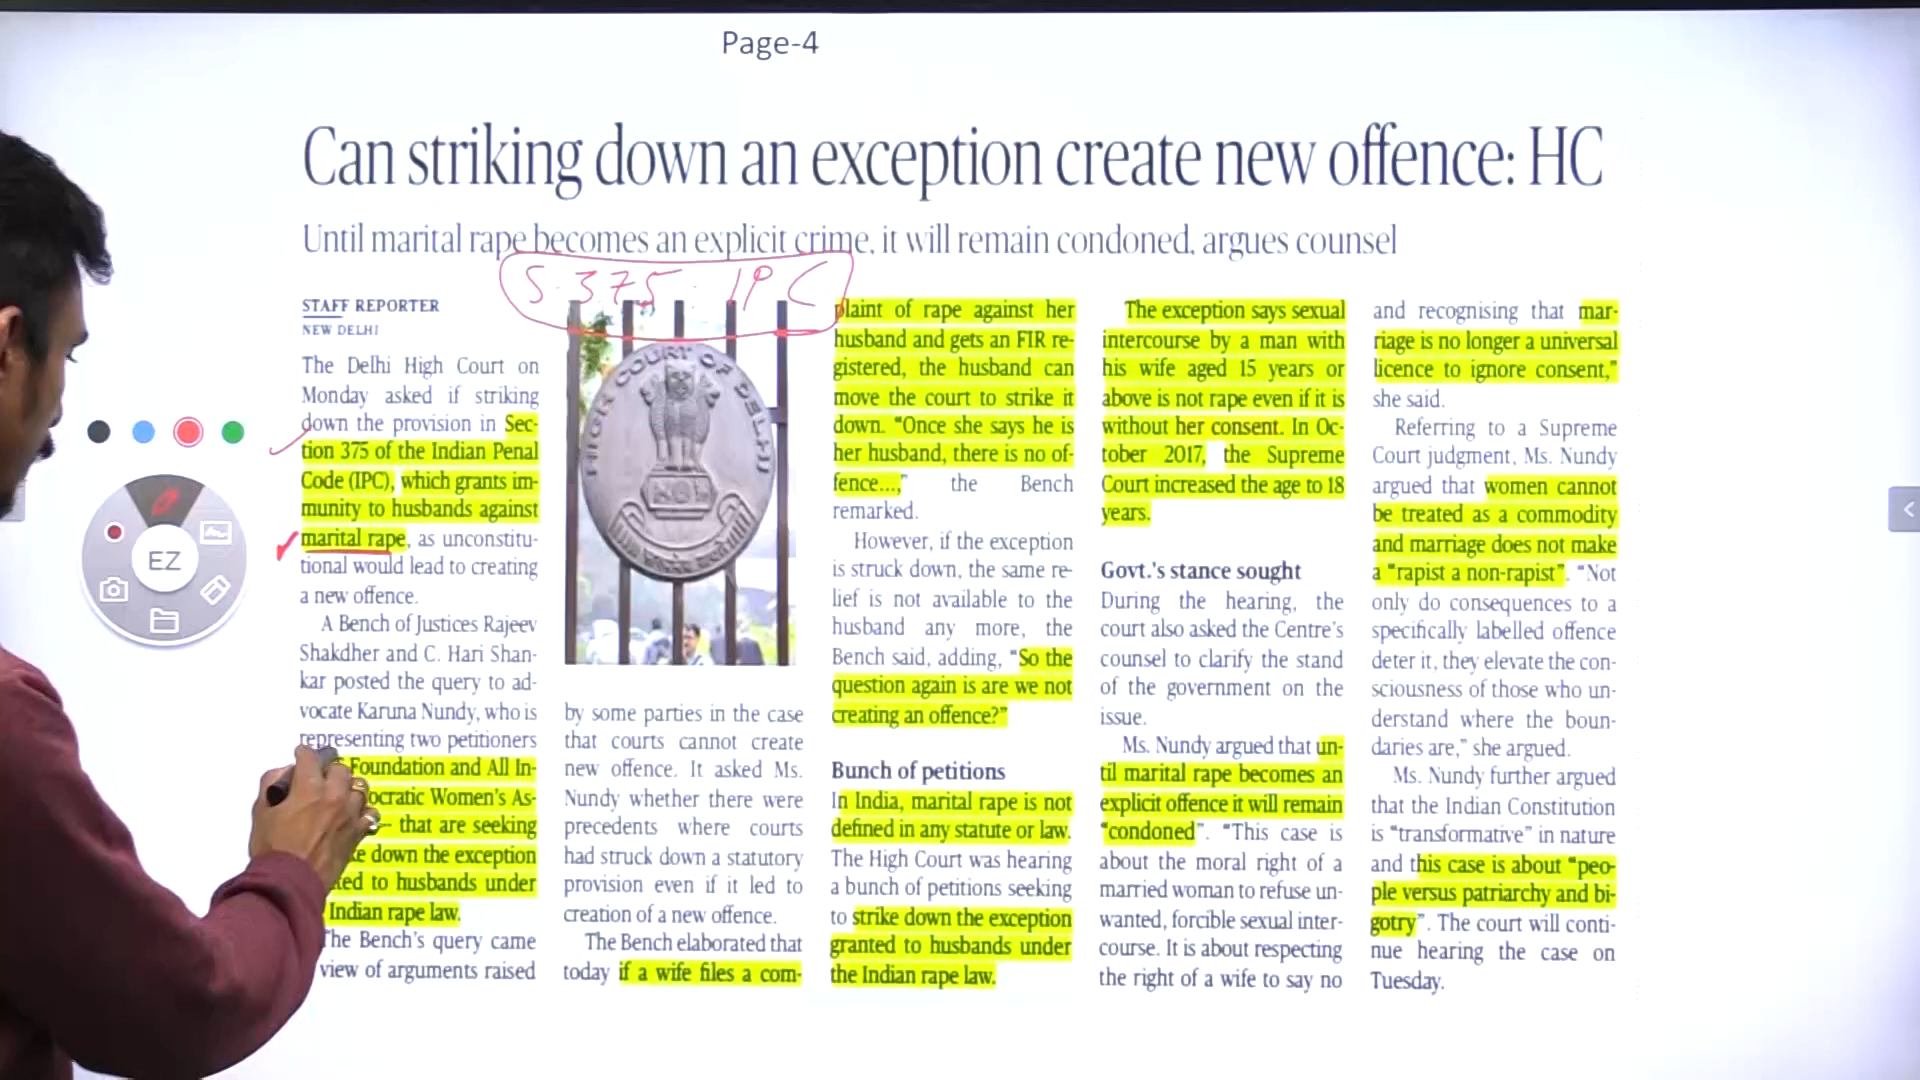 Page-4
Can striking down an exception create new offence: HC
Until marital rape becomes an explicit crime, it will remain condoned, argues counsel
S. 375 IPC
STAFF REPORTER
NEW DELHI
The Delhi High Court on
Monday asked if striking
down the provision in Sec-
tion 375 of the Indian Penal
Code (IPC), which grants im-
munity to husbands against
marital rape, as unconstitu-
tional would lead to creating
a new offence.
A Bench of Justices Rajeev
Shakdher and C. Hari Shan-
kar posted the query to ad-
vocate Karuna Nundy, who is
representing two petitioners
Foundation and All In-
ocratic Women's As-
— that are seeking
e down the exception
ted to husbands under
Indian rape law.
The Bench's query came
view of arguments raised
HIGH COURT OF DELHI
by some parties in the case
that courts cannot create
new offence. It asked Ms.
Nundy whether there were
precedents where courts
had struck down a statutory
provision even if it led to
creation of a new offence.
The Bench elaborated that
today if a wife files a com-
plaint of rape against her
husband and gets an FIR re-
gistered, the husband can
move the court to strike it
down. “Once she says he is
her husband, there is no of-
fence...,” the Bench
remarked.
However, if the exception
is struck down, the same re-
lief is not available to the
husband any more, the
Bench said, adding, “So the
question again is are we not
creating an offence?”
Bunch of petitions
In India, marital rape is not
defined in any statute or law.
The High Court was hearing
a bunch of petitions seeking
to strike down the exception
granted to husbands under
the Indian rape law.
The exception says sexual
intercourse by a man with
his wife aged 15 years or
above is not rape even if it is
without her consent. In Oc-
tober 2017, the Supreme
Court increased the age to 18
years.
Govt.'s stance sought
During the hearing, the
court also asked the Centre's
counsel to clarify the stand
of the government on the
issue.
Ms. Nundy argued that un-
til marital rape becomes an
explicit offence it will remain
“condoned”. “This case is
about the moral right of a
married woman to refuse un-
wanted, forcible sexual inter-
course. It is about respecting
the right of a wife to say no
and recognising that mar-
riage is no longer a universal
licence to ignore consent,”
she said.
Referring to a Supreme
Court judgment, Ms. Nundy
argued that women cannot
be treated as a commodity
and marriage does not make
a “rapist a non-rapist”. “Not
only do consequences to a
specifically labelled offence
deter it, they elevate the con-
sciousness of those who un-
derstand where the boun-
daries are,” she argued.
Ms. Nundy further argued
that the Indian Constitution
is “transformative” in nature
and this case is about “peo-
ple versus patriarchy and bi-
gotry”. The court will conti-
nue hearing the case on
Tuesday.
EZ